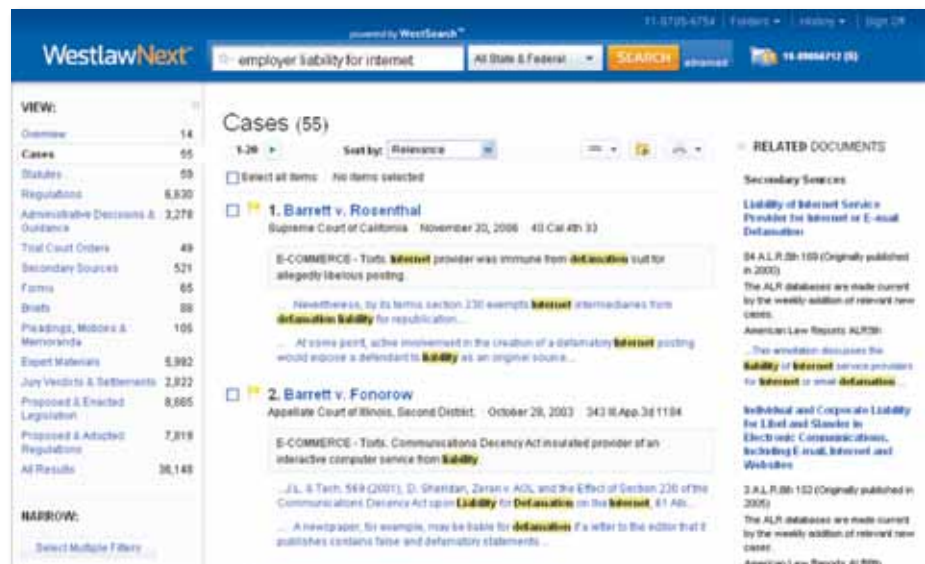 Folders History Sign Off
powered by WestSearch™
WestlawNext
employer liability for internet All State & Federal SEARCH advanced
VIEW:
Overview 14
Cases 55
Statutes 59
Regulations 6,630
Administrative Decisions & Guidance 3,278
Trial Court Orders 49
Secondary Sources 521
Forms 65
Briefs 88
Pleadings, Motions & Memoranda 105
Expert Materials 5,992
Jury Verdicts & Settlements 2,822
Proposed & Enacted Legislation 8,665
Proposed & Adopted Regulations 7,819
All Results 36,148
NARROW:
Select Multiple Filters
Cases (55)
1-20 Sort by: Relevance
Select all items No items selected
1. Barrett v. Rosenthal
Supreme Court of California November 20, 2006 40 Cal.4th 33
E-COMMERCE - Torts. Internet provider was immune from defamation suit for
allegedly libelous posting.
... Nevertheless, by its terms section 230 exempts Internet intermediaries from
defamation liability for republication...
... At some point, active involvement in the creation of a defamatory Internet posting
would expose a defendant to liability as an original source...
2. Barrett v. Fonorow
Appellate Court of Illinois, Second District. October 28, 2003 343 Ill.App.3d 1184
E-COMMERCE - Torts. Communications Decency Act insulated provider of an
interactive computer service from liability.
...J.L. & Tech. 569 (2001); D. Sheridan, Zeran v. AOL and the Effect of Section 230 of the
Communications Decency Act upon Liability for Defamation on the Internet, 61 Alb...
... A newspaper, for example, may be liable for defamation if a letter to the editor that it
publishes contains false and defamatory statements...
RELATED DOCUMENTS
Secondary Sources
Liability of Internet Service
Provider for Internet or E-mail
Defamation
84 A.L.R.5th 169 (Originally published
in 2000)
The ALR databases are made current
by the weekly addition of relevant new
cases.
American Law Reports ALR5th
...This annotation discusses the
liability of Internet service providers
for Internet or email defamation...
Individual and Corporate Liability
for Libel and Slander in
Electronic Communications,
Including E-mail, Internet and
Websites
3 A.L.R.6th 153 (Originally published in
2005)
The ALR databases are made current
by the weekly addition of relevant new
cases.
American Law Reports ALR6th